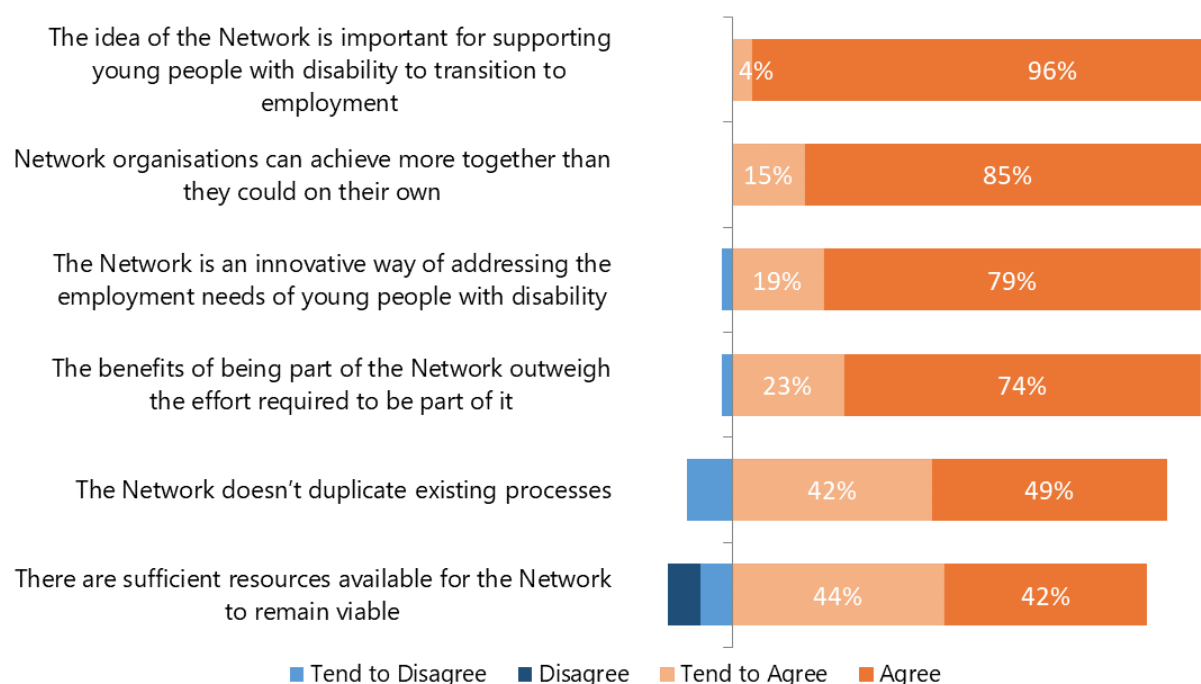 The idea of the Network is important for supporting
young people with disability to transition to
employment
4% 96%
Network organisations can achieve more together than
they could on their own
15% 85%
The Network is an innovative way of addressing the
employment needs of young people with disability
19% 79%
The benefits of being part of the Network outweigh
the effort required to be part of it
23% 74%
The Network doesn’t duplicate existing processes
42% 49%
There are sufficient resources available for the Network
to remain viable
44% 42%
Tend to Disagree Disagree Tend to Agree Agree